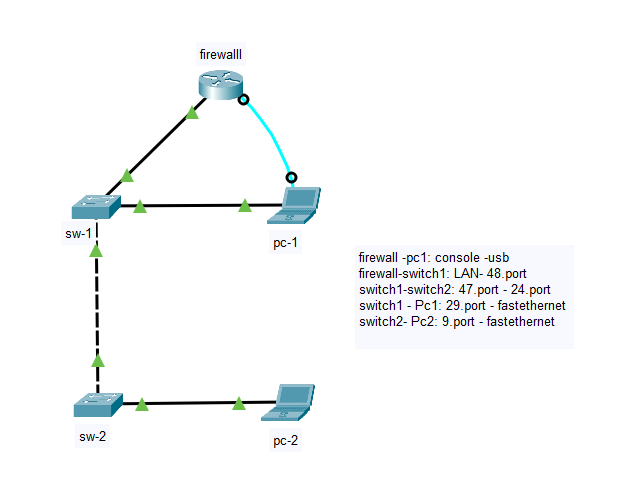 firewalll
sw-1
pc-1
firewall -pc1: console -usb
firewall-switch1: LAN- 48.port
switch1-switch2: 47.port - 24.port
switch1 - Pc1: 29.port - fastethernet
switch2- Pc2: 9.port - fastethernet
sw-2
pc-2